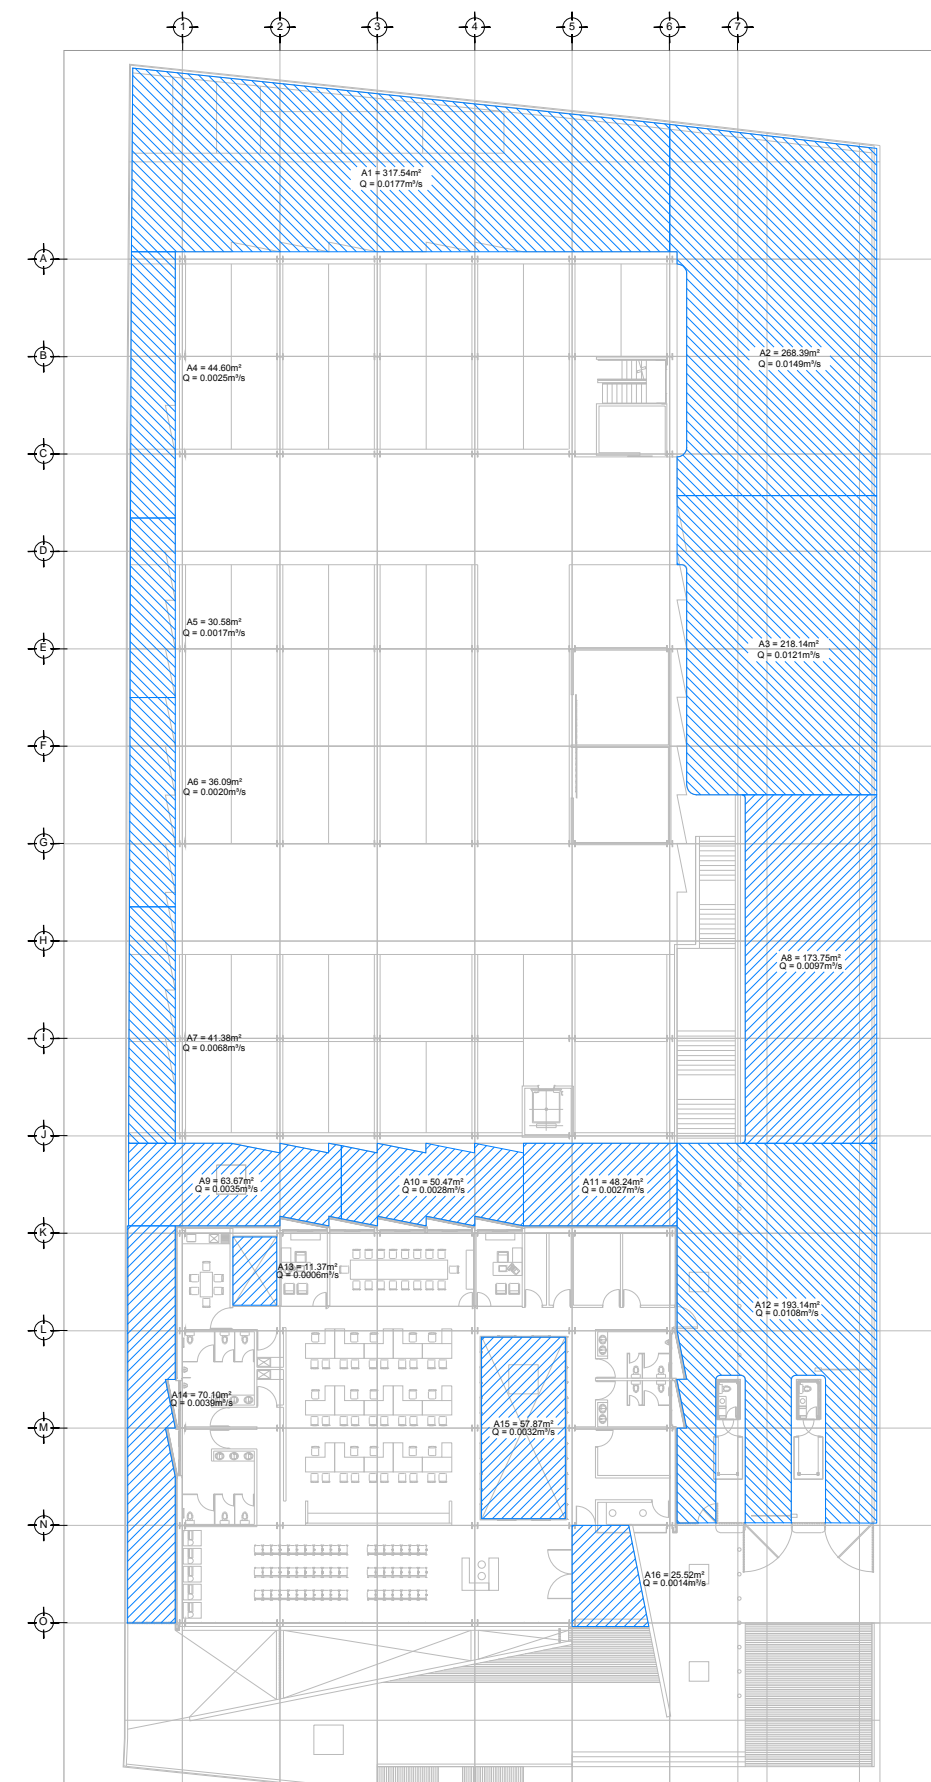 1 2 3 4 5 6 7
A1 = 317.54m²
Q = 0.0177m³/s
A
B
A2 = 268.39m²
Q = 0.0149m³/s
A4 = 44.60m²
Q = 0.0025m³/s
C
D
A5 = 30.58m²
Q = 0.0017m³/s
E
A3 = 218.14m²
Q = 0.0121m³/s
F
A6 = 36.09m²
Q = 0.0020m³/s
G
H
A8 = 173.75m²
Q = 0.0097m³/s
I
A7 = 41.38m²
Q = 0.0068m³/s
J
A9 = 63.67m²
Q = 0.0035m³/s
A10 = 50.47m²
Q = 0.0028m³/s
A11 = 48.24m²
Q = 0.0027m³/s
K
A13 = 11.37m²
Q = 0.0006m³/s
A12 = 193.14m²
Q = 0.0108m³/s
L
A14 = 70.10m²
Q = 0.0039m³/s
M
A15 = 57.87m²
Q = 0.0032m³/s
N
A16 = 25.52m²
Q = 0.0014m³/s
O